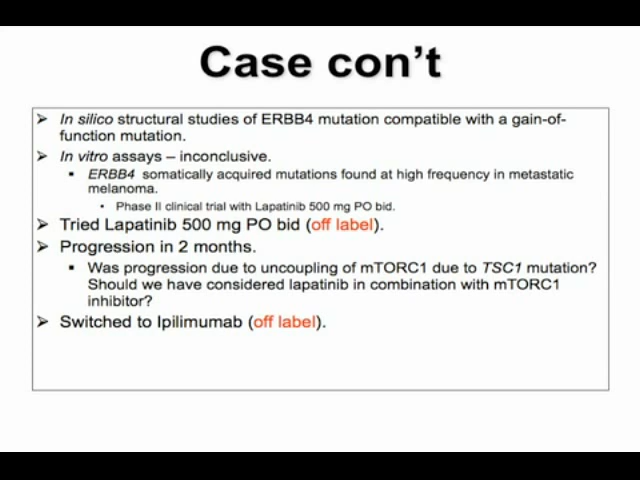 Case con't
➢ In silico structural studies of ERBB4 mutation compatible with a gain-of-
function mutation.
➢ In vitro assays – inconclusive.
▪ ERBB4 somatically acquired mutations found at high frequency in metastatic
melanoma.
• Phase II clinical trial with Lapatinib 500 mg PO bid.
➢ Tried Lapatinib 500 mg PO bid (off label).
➢ Progression in 2 months.
▪ Was progression due to uncoupling of mTORC1 due to TSC1 mutation?
Should we have considered lapatinib in combination with mTORC1
inhibitor?
➢ Switched to Ipilimumab (off label).